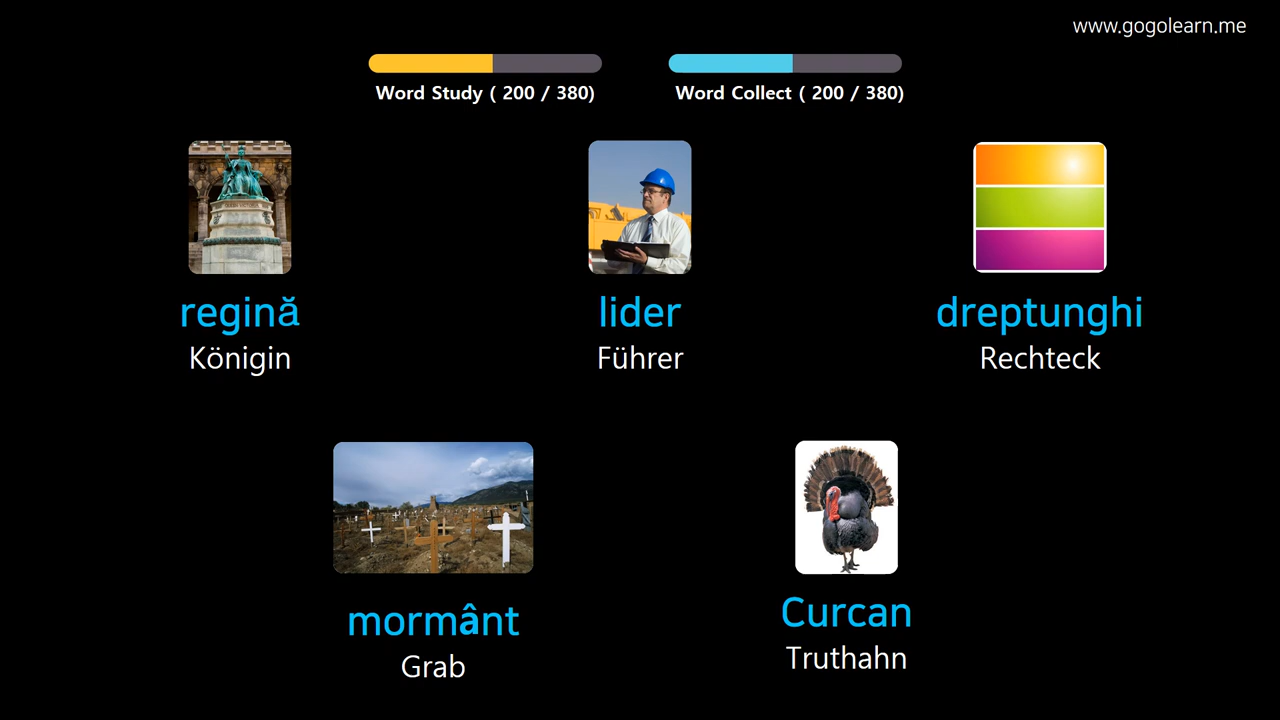 www.gogolearn.me
Word Study ( 200 / 380)
Word Collect ( 200 / 380)
regină
Königin
lider
Führer
dreptunghi
Rechteck
mormânt
Grab
Curcan
Truthahn